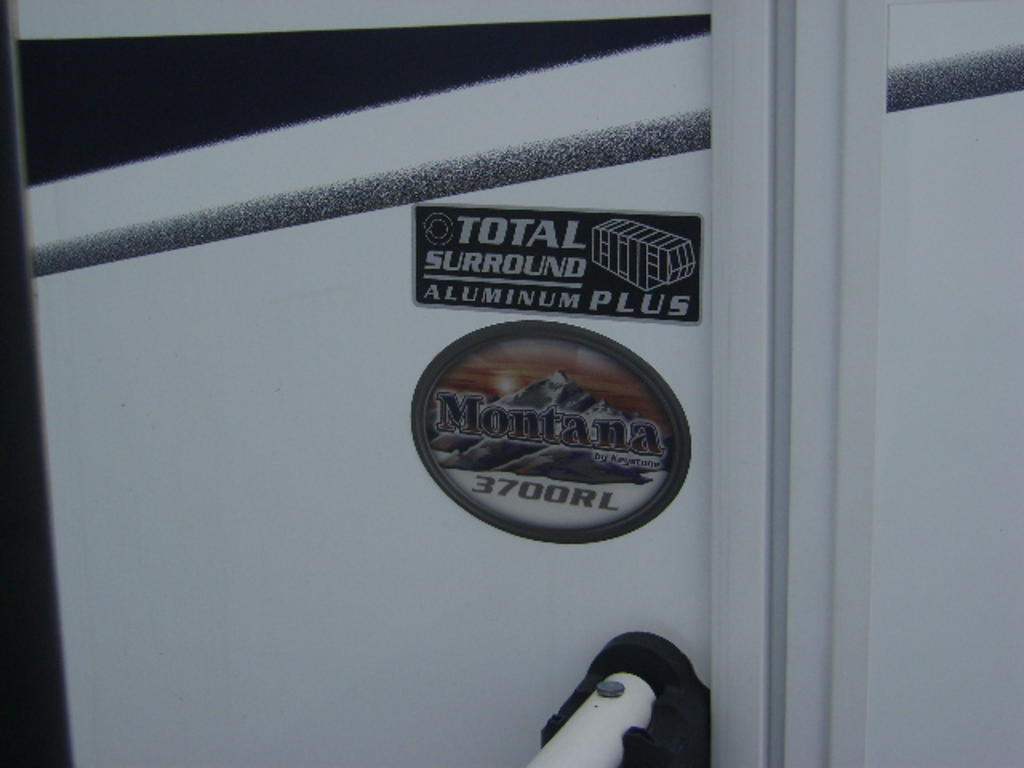 TOTAL
SURROUND
ALUMINUM PLUS
Montana
by Keystone
3700RL